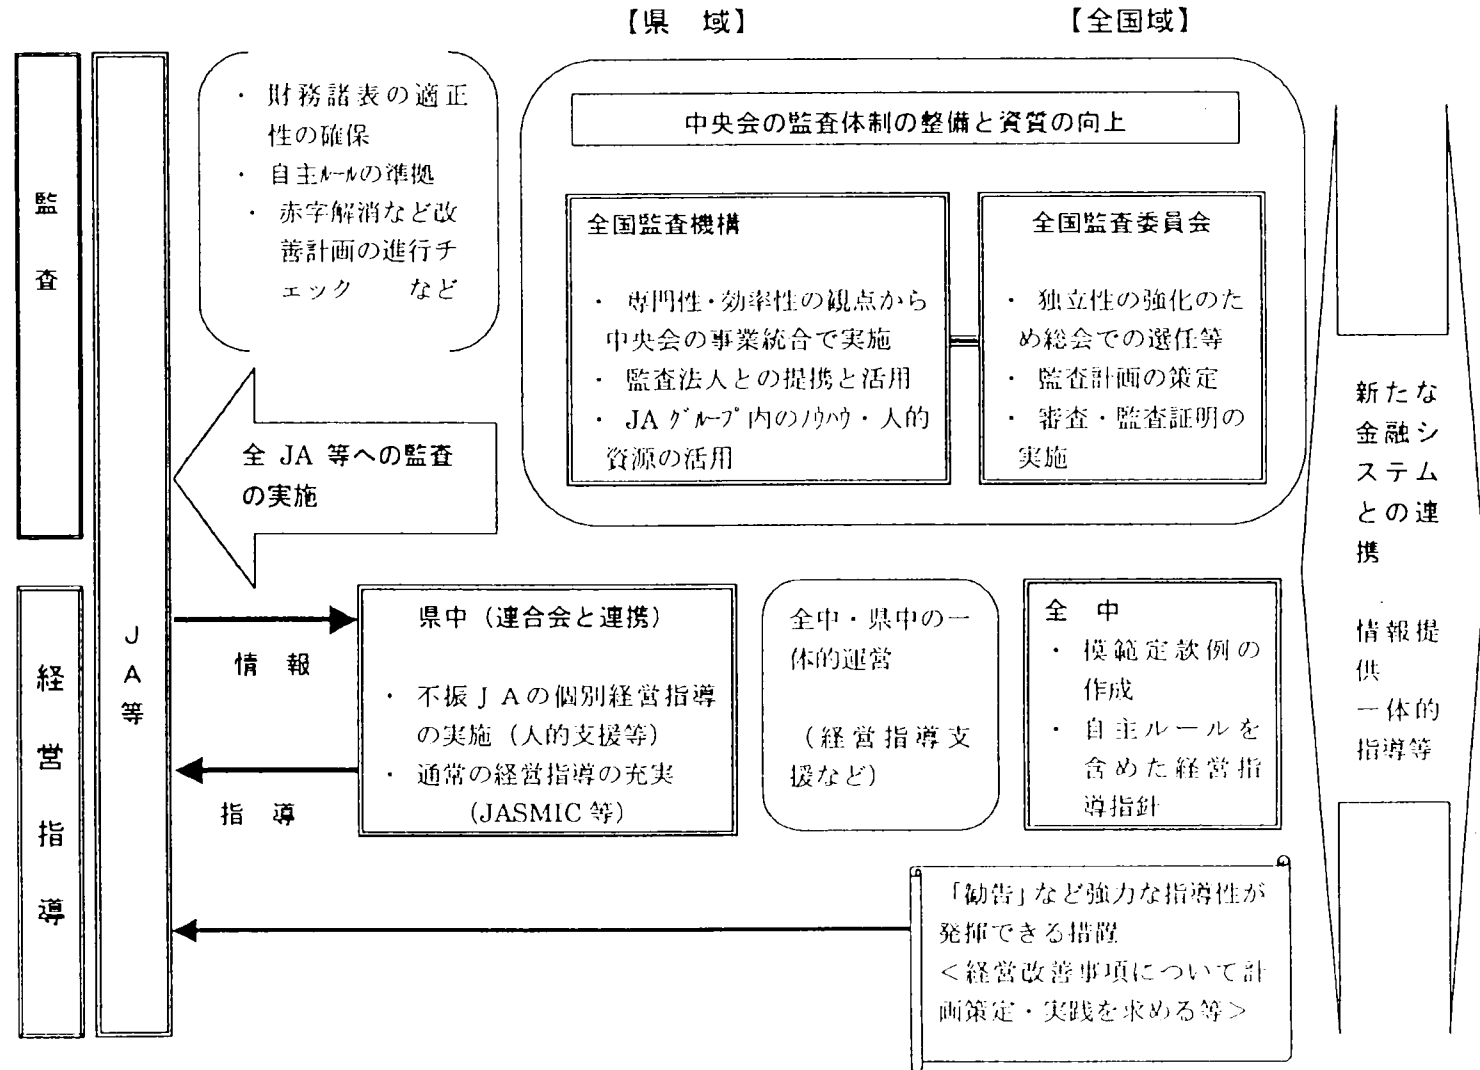 【県　域】
【全国域】
監
査
・ 財務諸表の適正
性の確保
・ 自主ﾙｰﾙの準拠
・ 赤字解消など改
善計画の進行チ
ェック　　など
中央会の監査体制の整備と資質の向上
全国監査機構
・ 専門性・効率性の観点から
中央会の事業統合で実施
・ 監査法人との提携と活用
・ JA ｸﾞﾙｰﾌﾟ内のﾉｳﾊｳ・人的
資源の活用
全国監査委員会
・ 独立性の強化のた
め総会での選任等
・ 監査計画の策定
・ 審査・監査証明の
実施
全 JA 等への監査
の実施
新たな
金融シ
ステム
との連
携
情報提
供
一体的
指導等
J
A
等
経
営
指
導
情　報
指　導
県中（連合会と連携）
・ 不振ＪＡの個別経営指導
の実施（人的支援等）
・ 通常の経営指導の充実
（JASMIC 等）
全中・県中の一
体的運営
（経営指導支
援など）
全　中
・ 模範定款例の
作成
・ 自主ルールを
含めた経営指
導指針
「勧告」など強力な指導性が
発揮できる措置
＜経営改善事項について計
画策定・実践を求める等＞